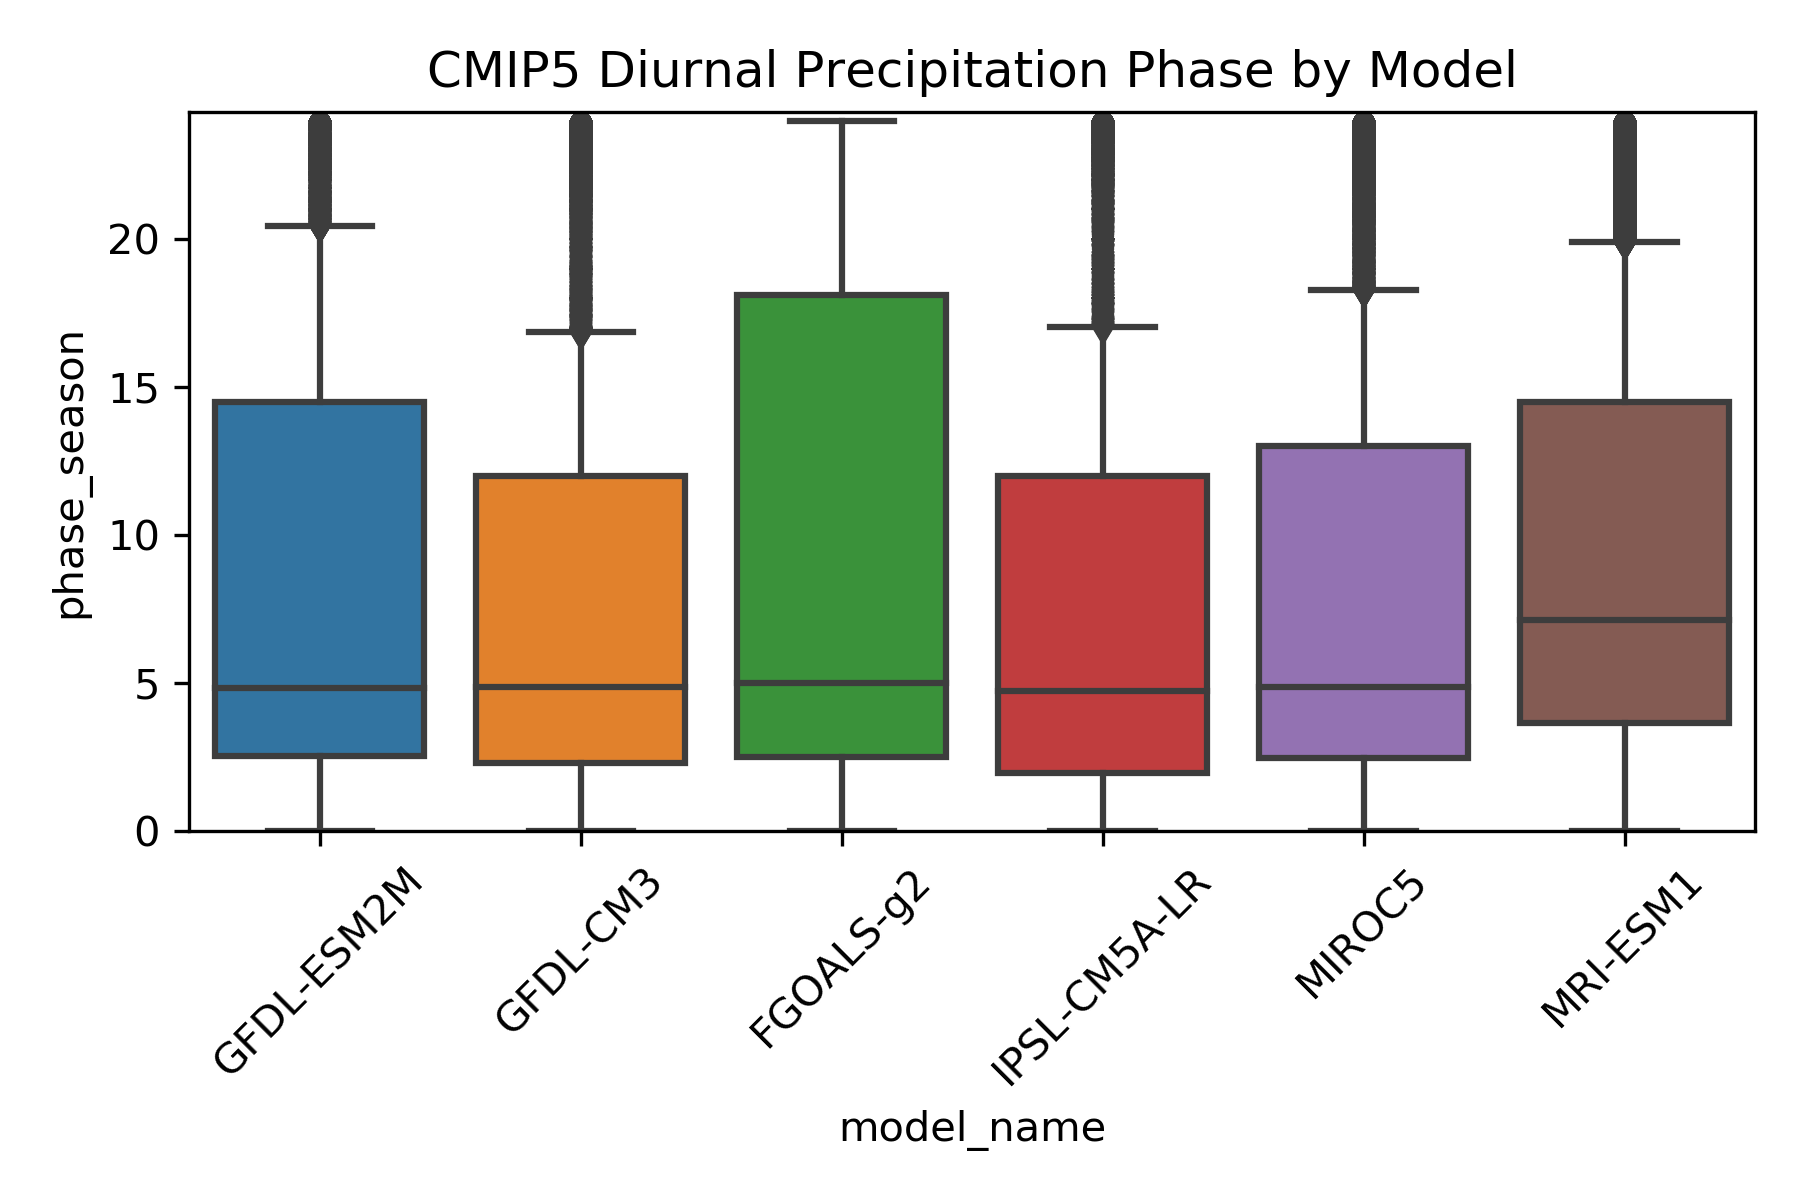 CMIP5 Diurnal Precipitation Phase by Model
phase_season
20
15
10
5
0
GFDL-ESM2M
GFDL-CM3
FGOALS-g2
IPSL-CM5A-LR
MIROC5
MRI-ESM1
model_name